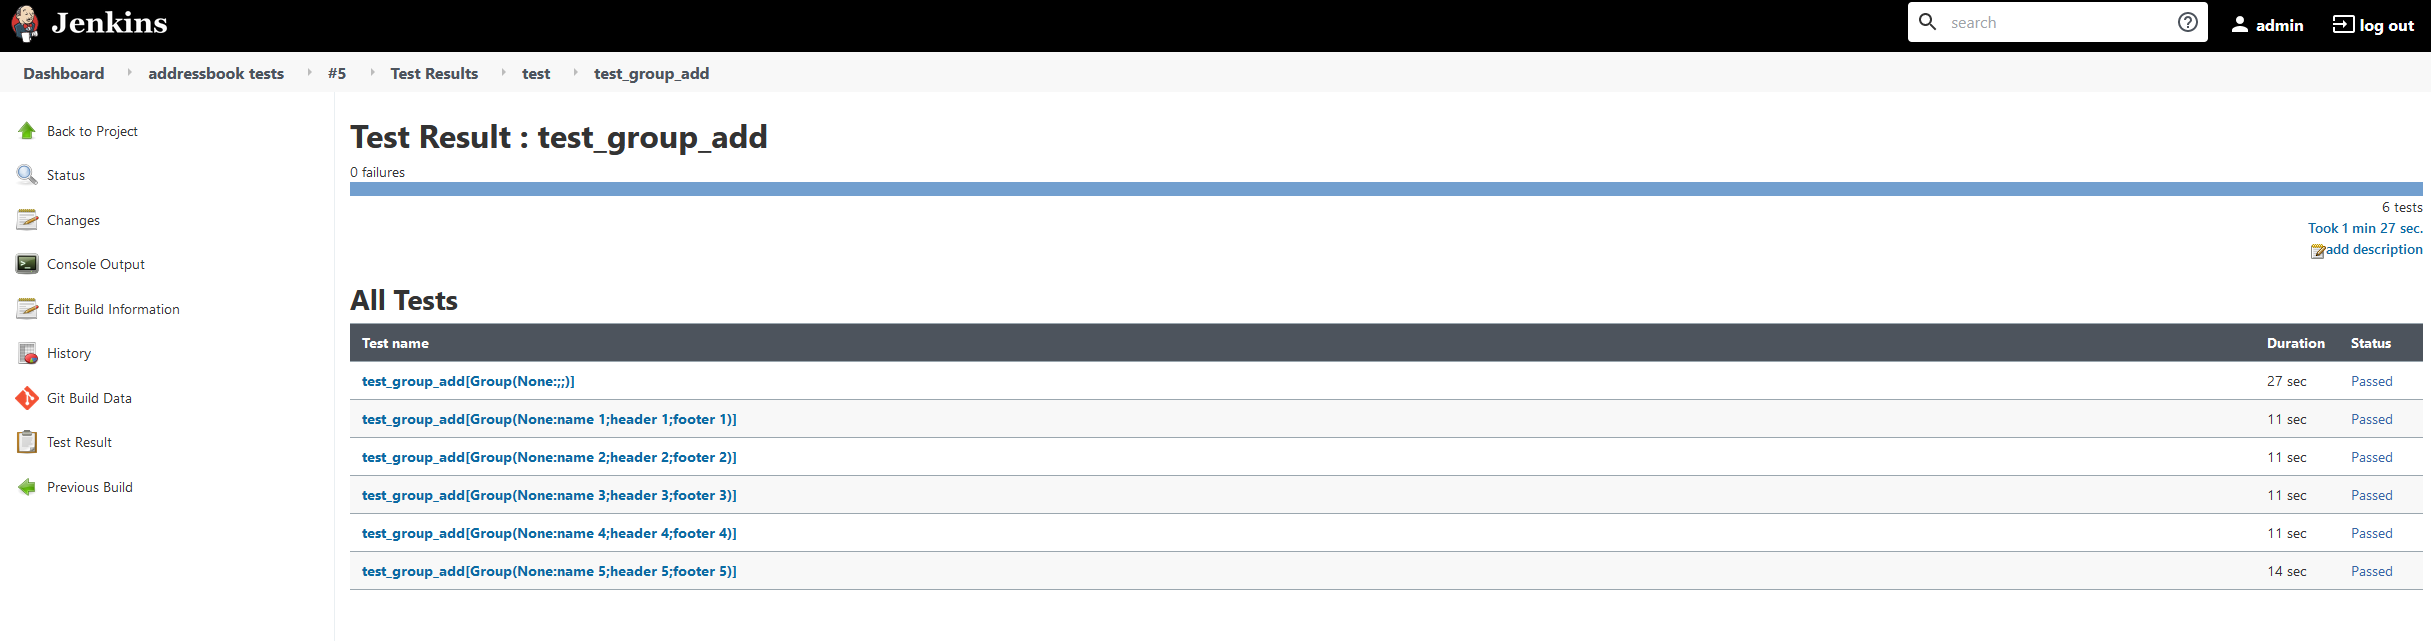 Jenkins
search
admin
log out
Dashboard addressbook tests #5 Test Results test test_group_add
Back to Project
Status
Changes
Console Output
Edit Build Information
History
Git Build Data
Test Result
Previous Build
Test Result : test_group_add
0 failures
6 tests
Took 1 min 27 sec.
add description
All Tests
Test name Duration Status
test_group_add[Group(None:;;)] 27 sec Passed
test_group_add[Group(None:name 1;header 1;footer 1)] 11 sec Passed
test_group_add[Group(None:name 2;header 2;footer 2)] 11 sec Passed
test_group_add[Group(None:name 3;header 3;footer 3)] 11 sec Passed
test_group_add[Group(None:name 4;header 4;footer 4)] 11 sec Passed
test_group_add[Group(None:name 5;header 5;footer 5)] 14 sec Passed